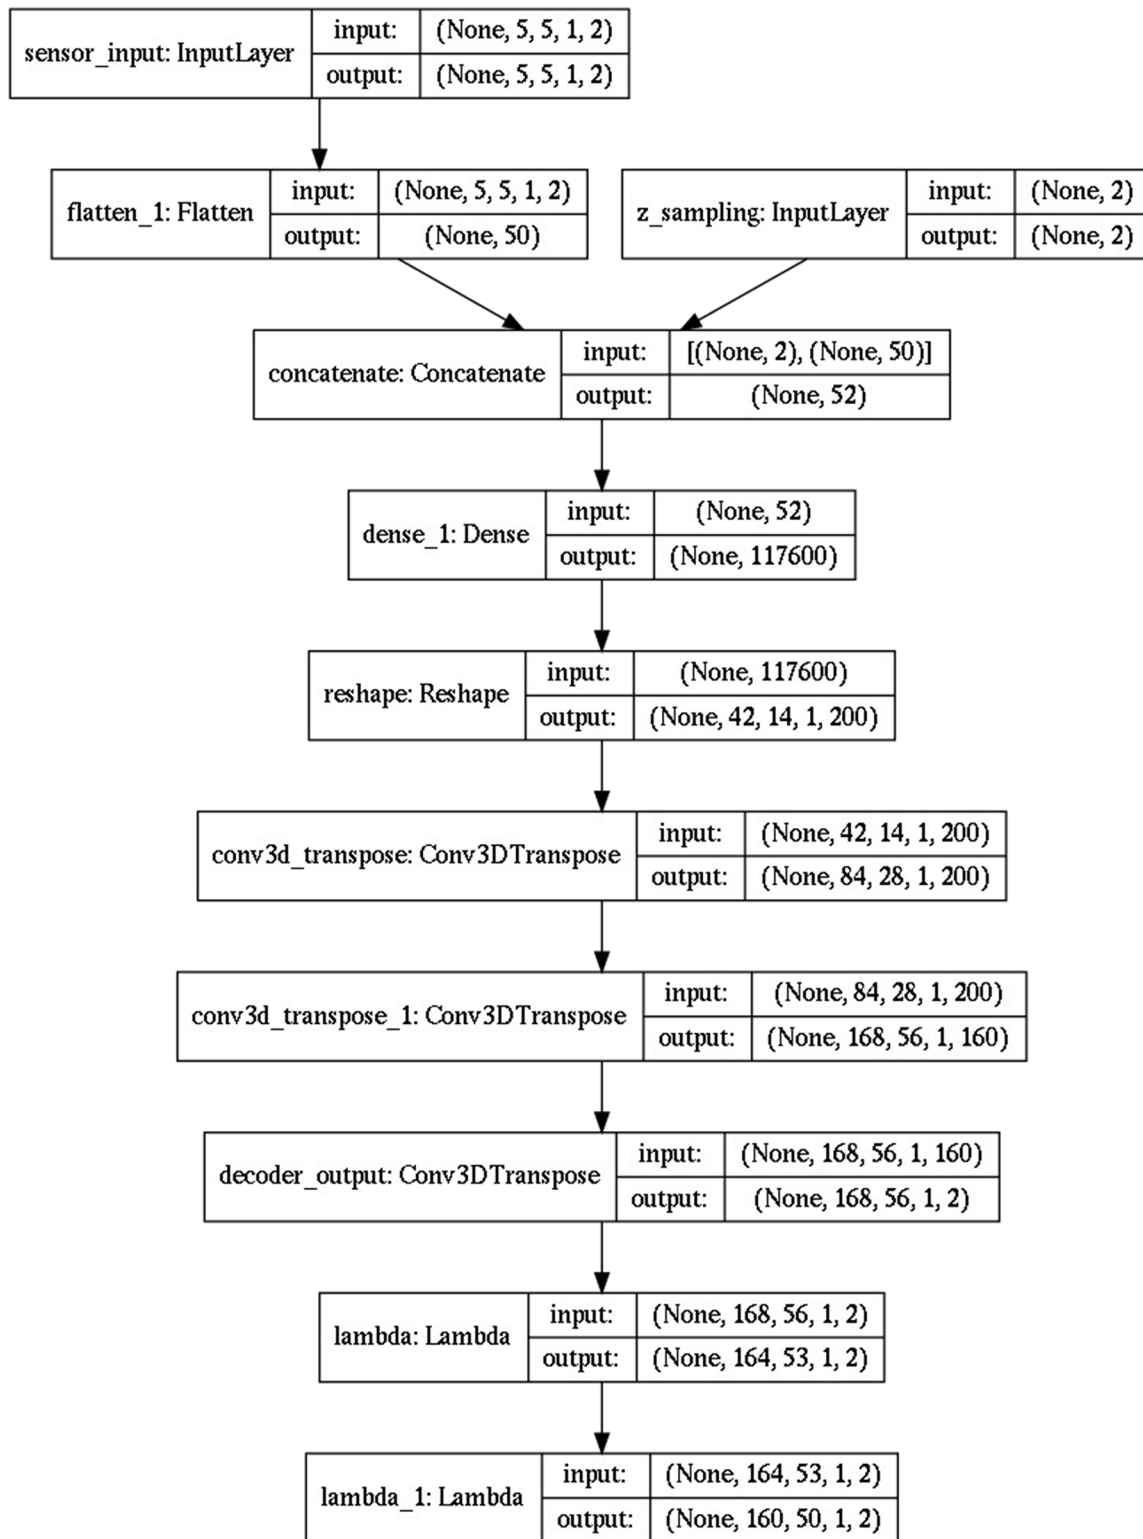 sensor_input: InputLayer
input: (None, 5, 5, 1, 2)
output: (None, 5, 5, 1, 2)
flatten_1: Flatten
input: (None, 5, 5, 1, 2)
output: (None, 50)
z_sampling: InputLayer
input: (None, 2)
output: (None, 2)
concatenate: Concatenate
input: [(None, 2), (None, 50)]
output: (None, 52)
dense_1: Dense
input: (None, 52)
output: (None, 117600)
reshape: Reshape
input: (None, 117600)
output: (None, 42, 14, 1, 200)
conv3d_transpose: Conv3DTranspose
input: (None, 42, 14, 1, 200)
output: (None, 84, 28, 1, 200)
conv3d_transpose_1: Conv3DTranspose
input: (None, 84, 28, 1, 200)
output: (None, 168, 56, 1, 160)
decoder_output: Conv3DTranspose
input: (None, 168, 56, 1, 160)
output: (None, 168, 56, 1, 2)
lambda: Lambda
input: (None, 168, 56, 1, 2)
output: (None, 164, 53, 1, 2)
lambda_1: Lambda
input: (None, 164, 53, 1, 2)
output: (None, 160, 50, 1, 2)